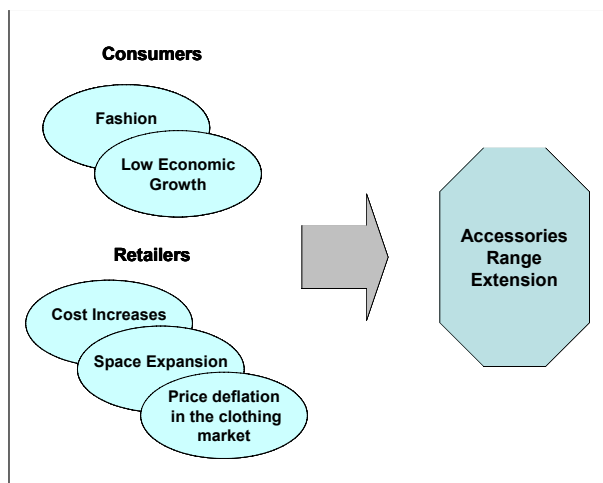 Consumers
Fashion
Low Economic
Growth
Retailers
Cost Increases
Space Expansion
Price deflation
in the clothing
market
Accessories
Range
Extension